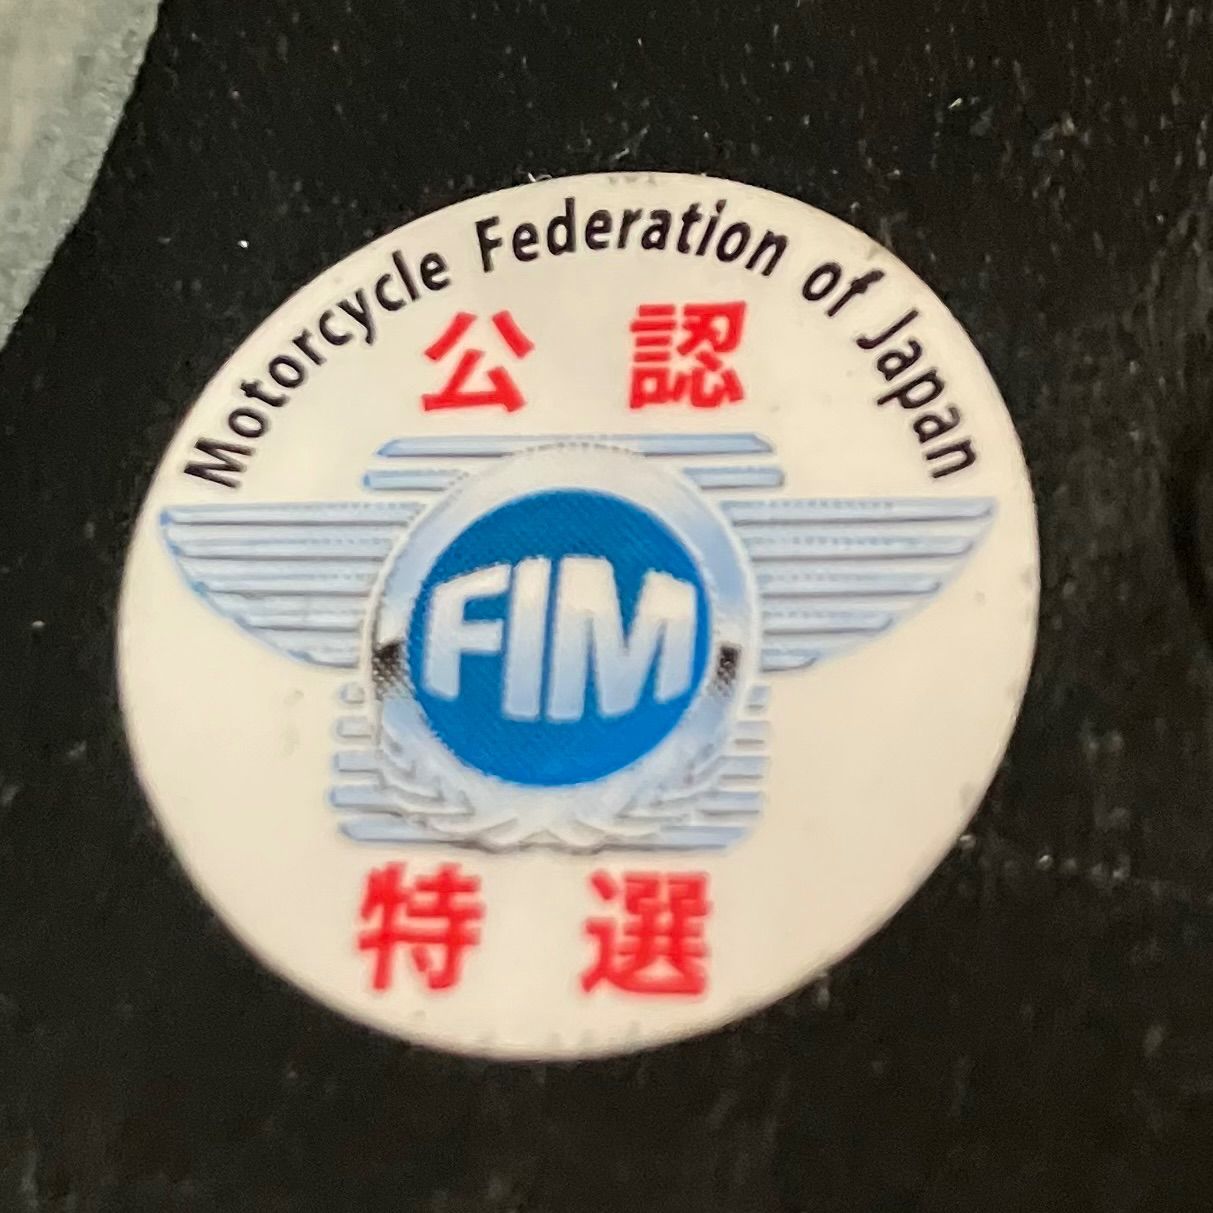 Motorcycle Federation of Japan
公認
FIM
特選